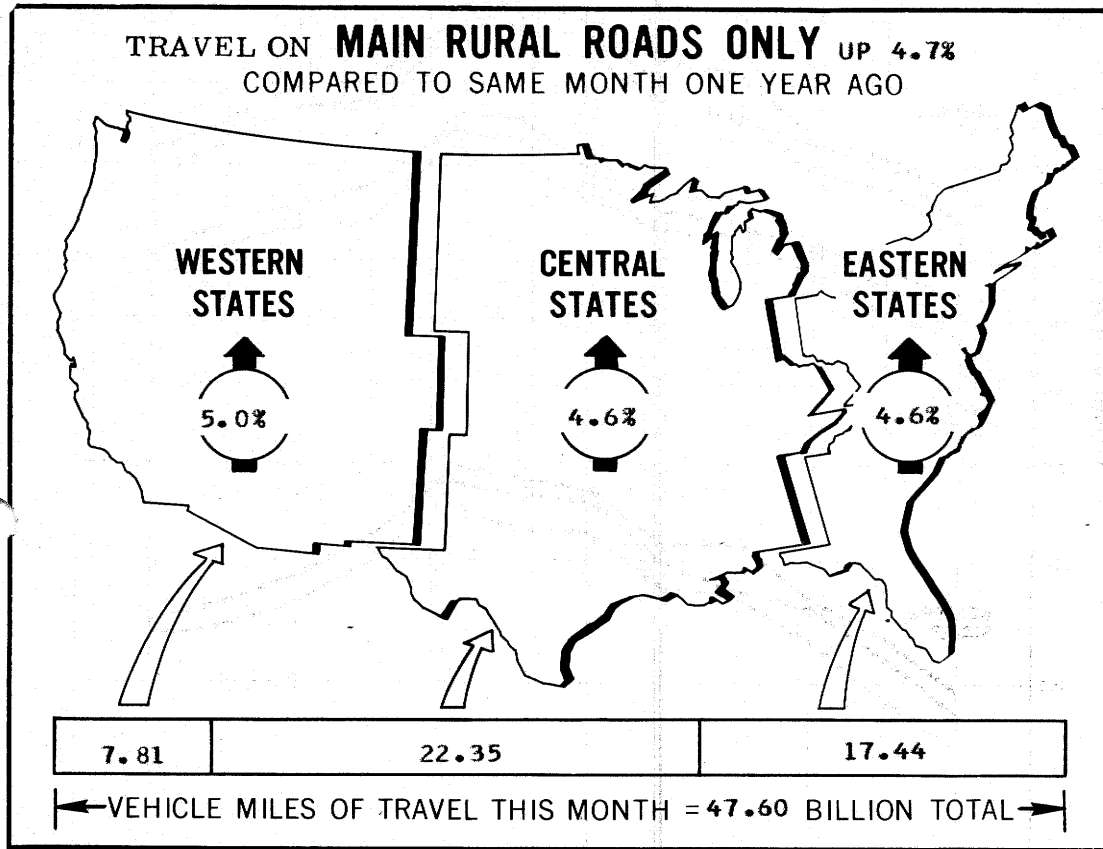 TRAVEL ON MAIN RURAL ROADS ONLY UP 4.7%
COMPARED TO SAME MONTH ONE YEAR AGO
WESTERN
STATES
5.0%
CENTRAL
STATES
4.6%
EASTERN
STATES
4.6%
7.81
22.35
17.44
VEHICLE MILES OF TRAVEL THIS MONTH = 47.60 BILLION TOTAL